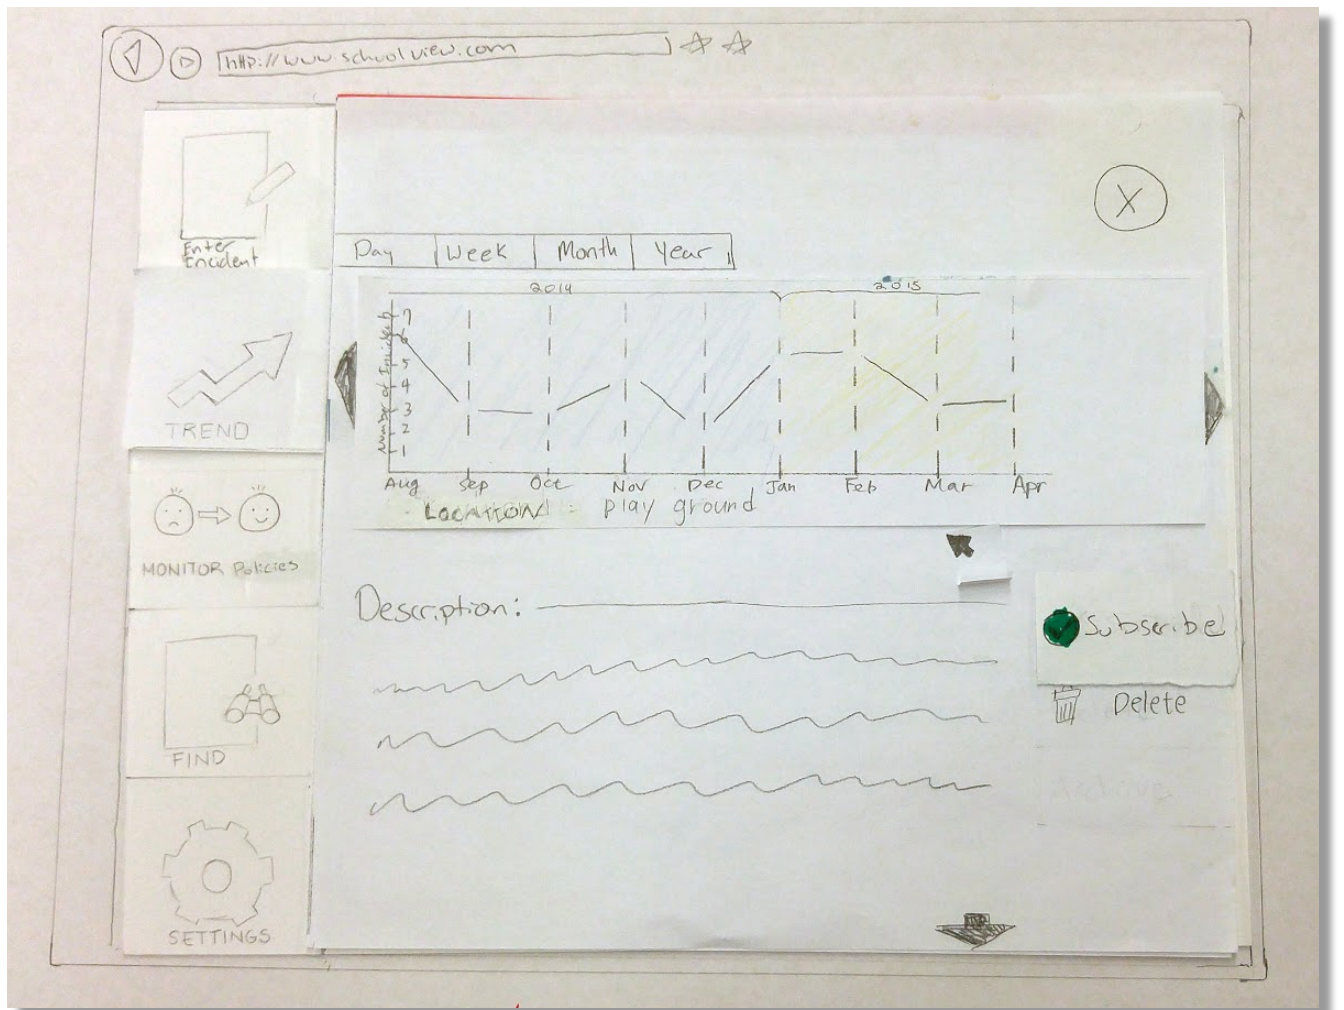 http://www.schoolview.com
Enter
Incident
TREND
MONITOR Policies
FIND
SETTINGS
X
Day Week Month Year
2014 2015
Number of Incidents
7
6
5
4
3
2
1
Aug Sep Oct Nov Dec Jan Feb Mar Apr
LOCATION : Play ground
Description:
Subscribe
Delete
Archive